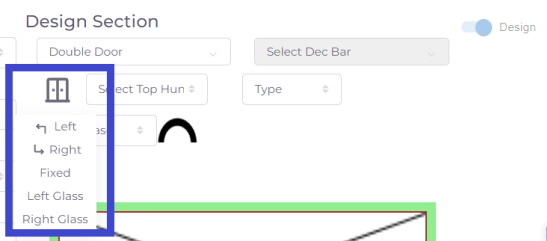 Design Section
Design
Double Door
Select Dec Bar
Select Top Hun
Type
Left
Right
Fixed
Left Glass
Right Glass